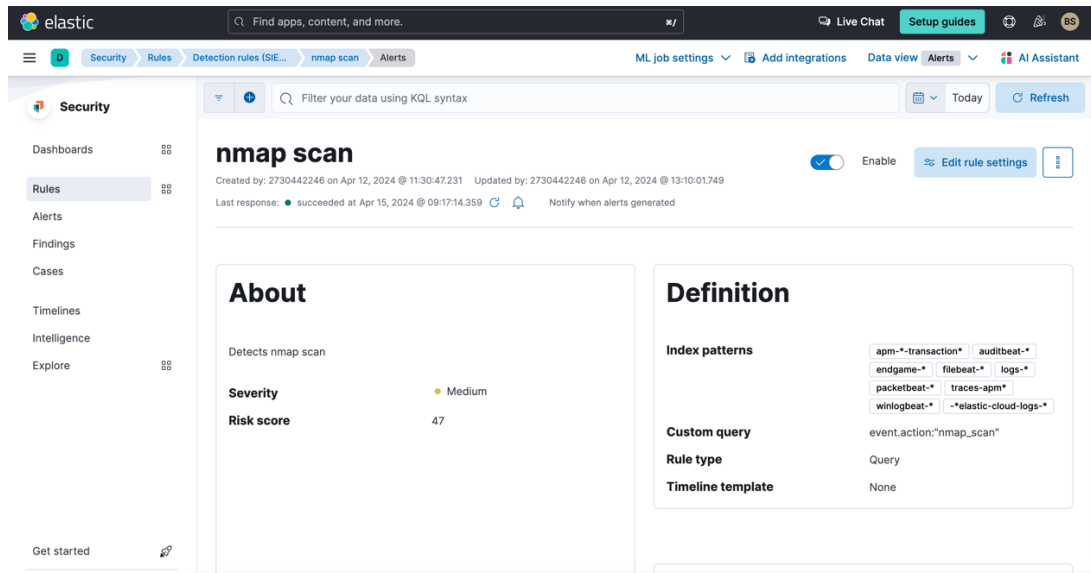 elastic
Find apps, content, and more.
⌘/
Live Chat
Setup guides
BS
D
Security
Rules
Detection rules (SIE...
nmap scan
Alerts
ML job settings
Add integrations
Data view
Alerts
AI Assistant
Security
Filter your data using KQL syntax
Today
Refresh
Dashboards
Rules
Alerts
Findings
Cases
Timelines
Intelligence
Explore
Get started
nmap scan
Enable
Edit rule settings
Created by: 2730442246 on Apr 12, 2024 @ 11:30:47.231 Updated by: 2730442246 on Apr 12, 2024 @ 13:10:01.749
Last response: ● succeeded at Apr 15, 2024 @ 09:17:14.359 Notify when alerts generated
About
Detects nmap scan
Severity Medium
Risk score 47
Definition
Index patterns apm-*-transaction* auditbeat-*
endgame-* filebeat-* logs-*
packetbeat-* traces-apm*
winlogbeat-* -*elastic-cloud-logs-*
Custom query event.action:"nmap_scan"
Rule type Query
Timeline template None